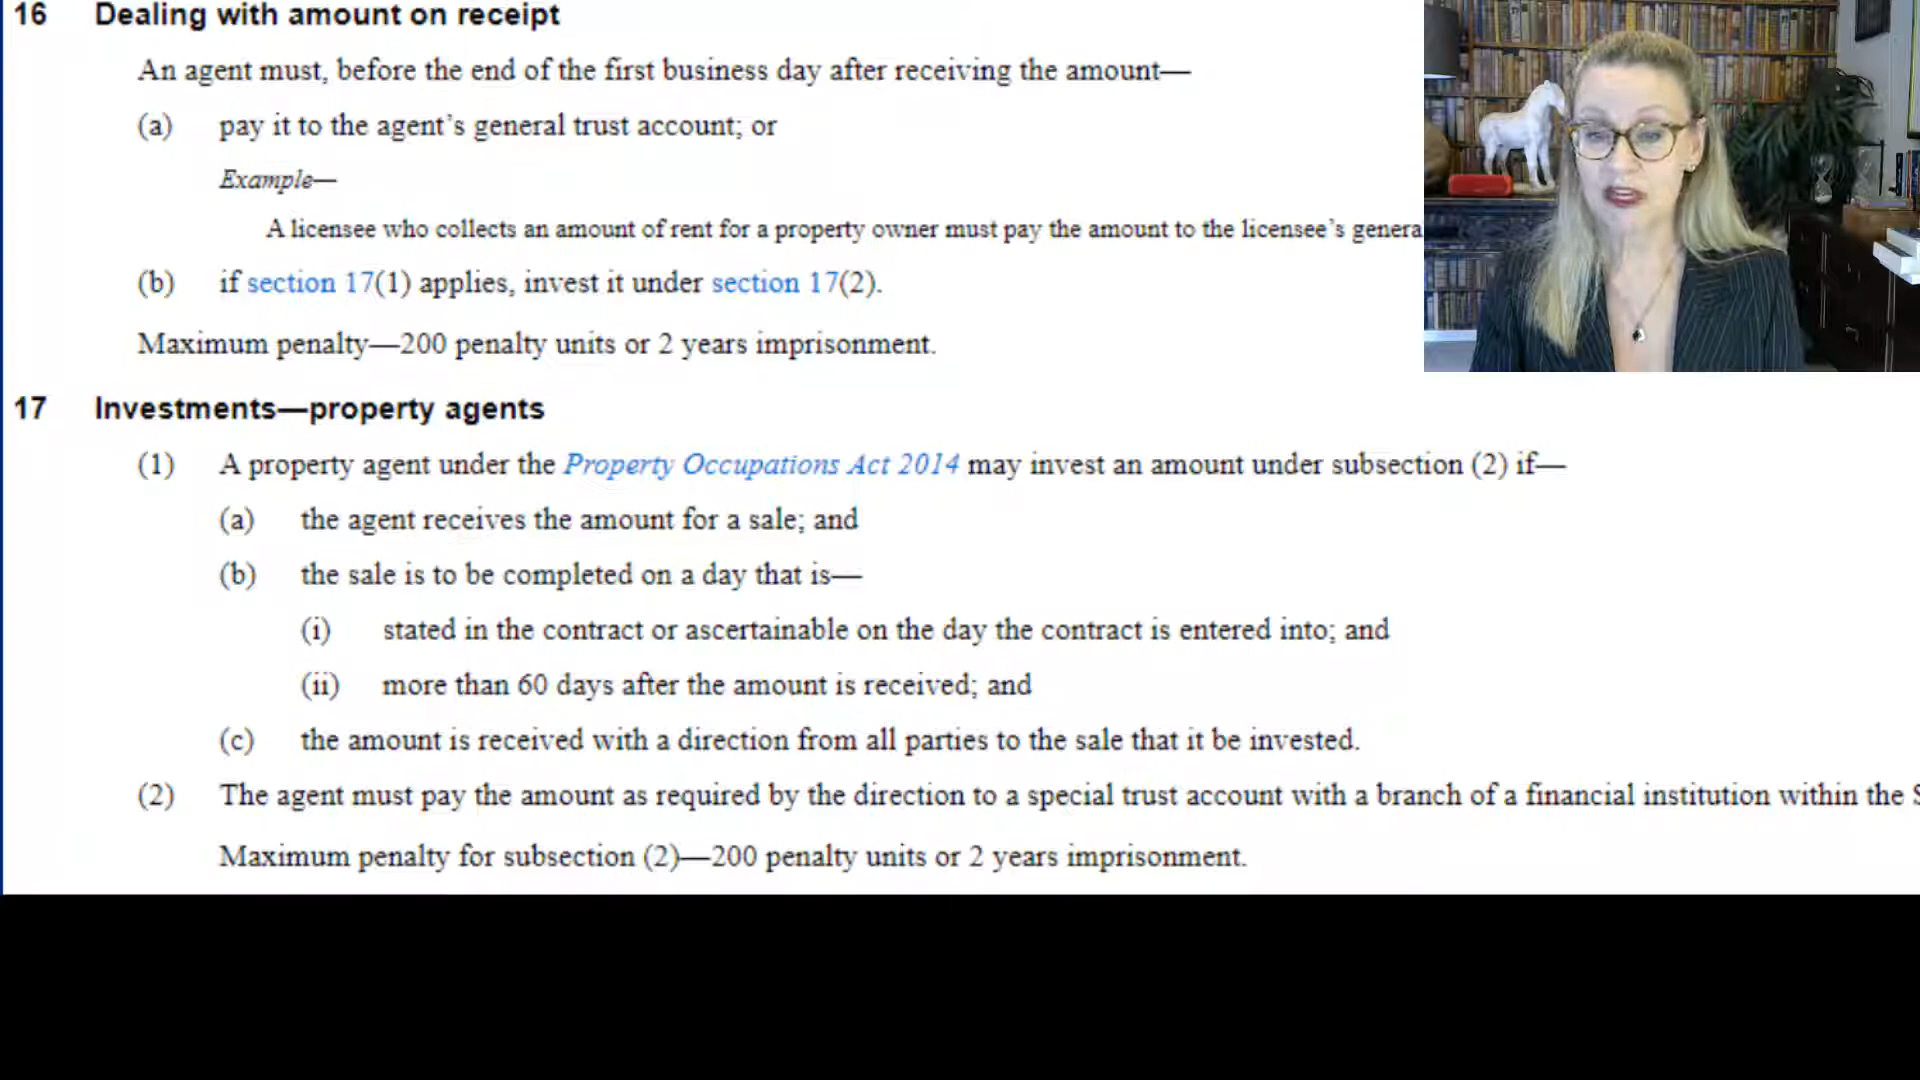 16 Dealing with amount on receipt
An agent must, before the end of the first business day after receiving the amount—
(a) pay it to the agent's general trust account; or
Example—
A licensee who collects an amount of rent for a property owner must pay the amount to the licensee's genera
(b) if section 17(1) applies, invest it under section 17(2).
Maximum penalty—200 penalty units or 2 years imprisonment.
17 Investments—property agents
(1) A property agent under the Property Occupations Act 2014 may invest an amount under subsection (2) if—
(a) the agent receives the amount for a sale; and
(b) the sale is to be completed on a day that is—
(i) stated in the contract or ascertainable on the day the contract is entered into; and
(ii) more than 60 days after the amount is received; and
(c) the amount is received with a direction from all parties to the sale that it be invested.
(2) The agent must pay the amount as required by the direction to a special trust account with a branch of a financial institution within the S
Maximum penalty for subsection (2)—200 penalty units or 2 years imprisonment.